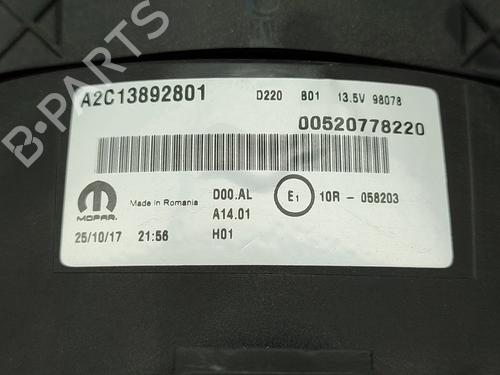 A2C13892801 D220 B01 13.5V 98078
00520778220
MOPAR. Made in Romania D00.AL E1 10R - 058203
A14.01
25/10/17 21:56 H01
B-PARTS